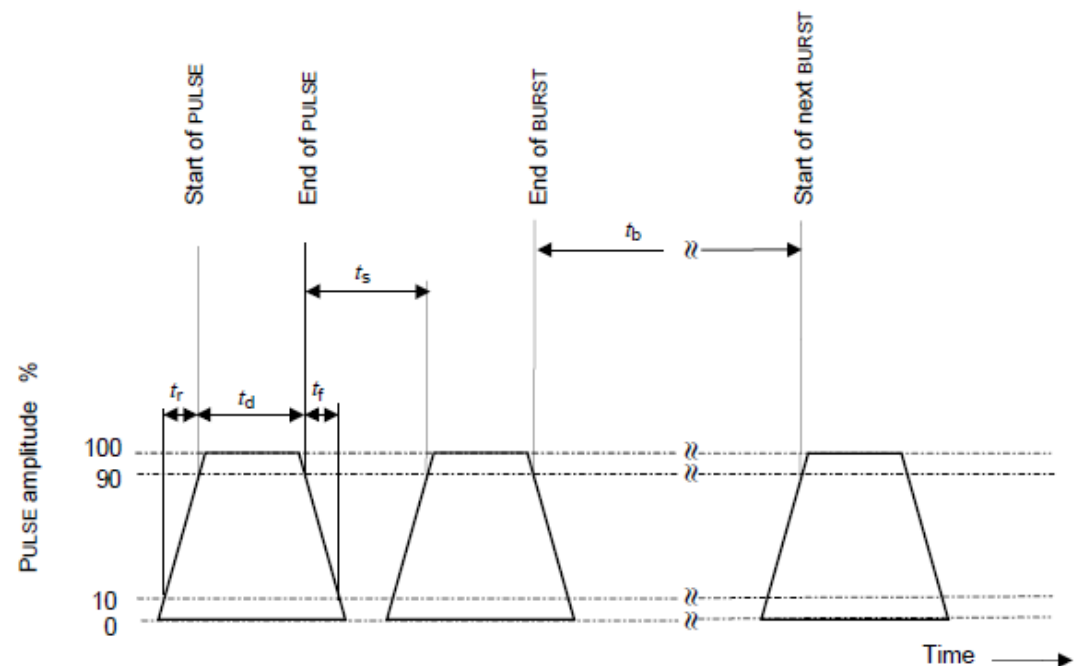 Start of PULSE
End of PULSE
End of BURST
Start of next BURST
tb
ts
tr
td
tf
PULSE amplitude %
100
90
10
0
Time